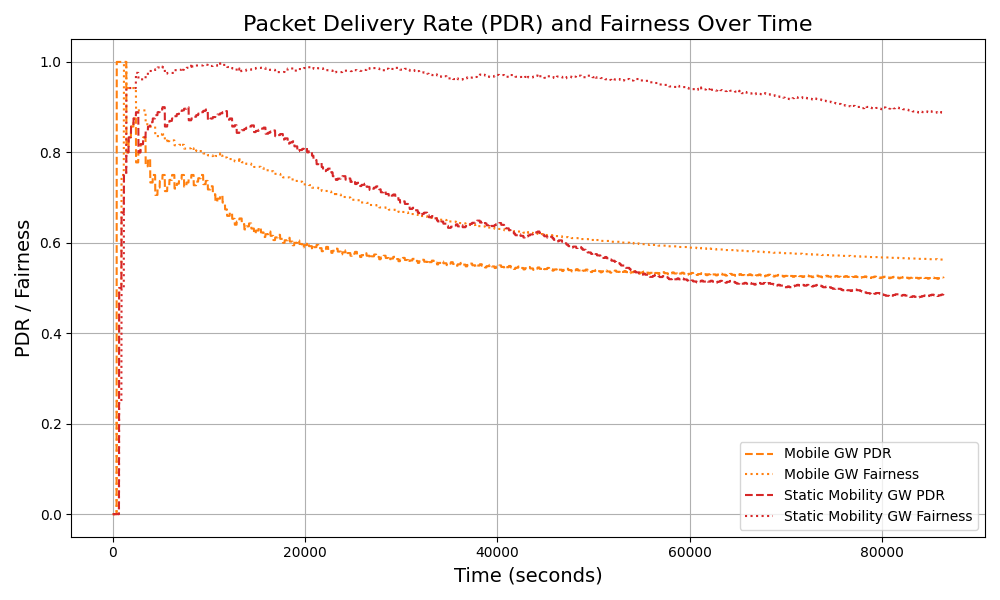 Packet Delivery Rate (PDR) and Fairness Over Time
PDR / Fairness
1.0
0.8
0.6
0.4
0.2
0.0
0
20000
40000
60000
80000
Time (seconds)
Mobile GW PDR
Mobile GW Fairness
Static Mobility GW PDR
Static Mobility GW Fairness